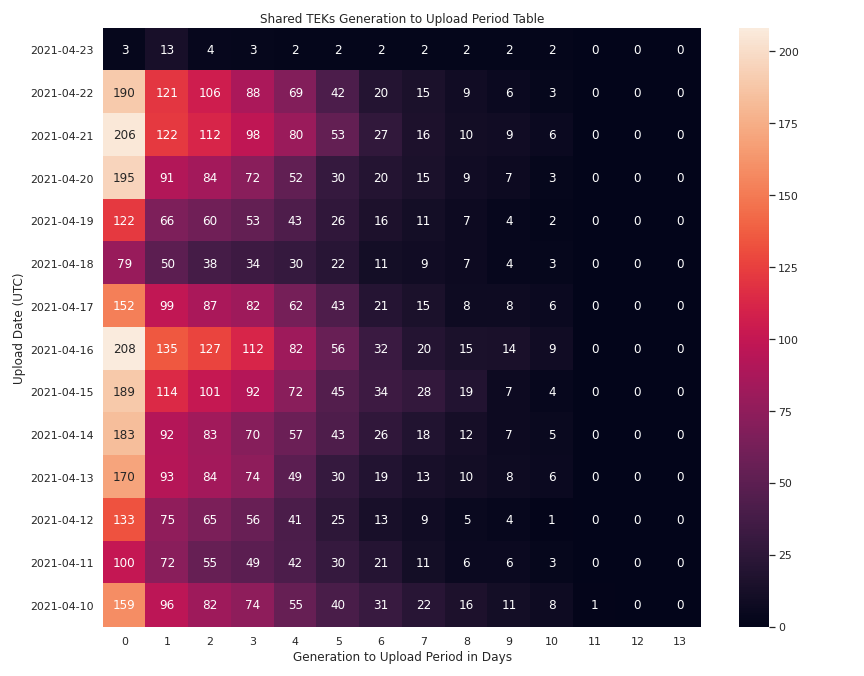 Shared TEKs Generation to Upload Period Table
Upload Date (UTC)
2021-04-23 3 13 4 3 2 2 2 2 2 2 2 0 0 0
2021-04-22 190 121 106 88 69 42 20 15 9 6 3 0 0 0
2021-04-21 206 122 112 98 80 53 27 16 10 9 6 0 0 0
2021-04-20 195 91 84 72 52 30 20 15 9 7 3 0 0 0
2021-04-19 122 66 60 53 43 26 16 11 7 4 2 0 0 0
2021-04-18 79 50 38 34 30 22 11 9 7 4 3 0 0 0
2021-04-17 152 99 87 82 62 43 21 15 8 8 6 0 0 0
2021-04-16 208 135 127 112 82 56 32 20 15 14 9 0 0 0
2021-04-15 189 114 101 92 72 45 34 28 19 7 4 0 0 0
2021-04-14 183 92 83 70 57 43 26 18 12 7 5 0 0 0
2021-04-13 170 93 84 74 49 30 19 13 10 8 6 0 0 0
2021-04-12 133 75 65 56 41 25 13 9 5 4 1 0 0 0
2021-04-11 100 72 55 49 42 30 21 11 6 6 3 0 0 0
2021-04-10 159 96 82 74 55 40 31 22 16 11 8 1 0 0
0 1 2 3 4 5 6 7 8 9 10 11 12 13
Generation to Upload Period in Days
200
175
150
125
100
75
50
25
0